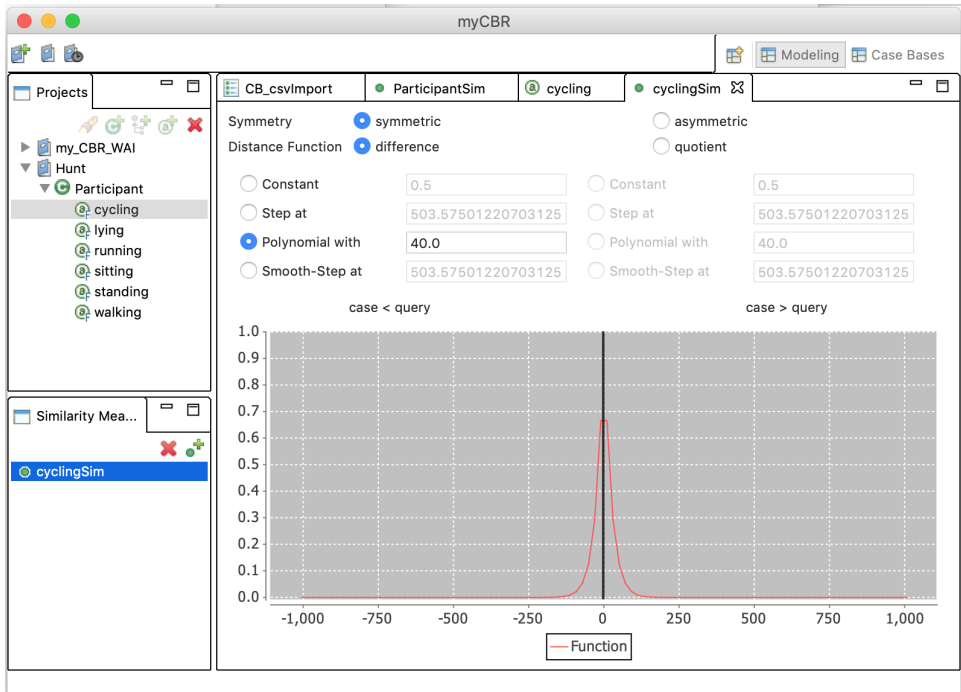 myCBR
Modeling Case Bases
Projects
my_CBR_WAI
Hunt
Participant
cycling
lying
running
sitting
standing
walking
Similarity Mea...
cyclingSim
CB_csvImport ParticipantSim cycling cyclingSim
Symmetry symmetric asymmetric
Distance Function difference quotient
Constant 0.5 Constant 0.5
Step at 503.57501220703125 Step at 503.57501220703125
Polynomial with 40.0 Polynomial with 40.0
Smooth-Step at 503.57501220703125 Smooth-Step at 503.57501220703125
case < query case > query
1.0
0.9
0.8
0.7
0.6
0.5
0.4
0.3
0.2
0.1
0.0
-1,000 -750 -500 -250 0 250 500 750 1,000
Function